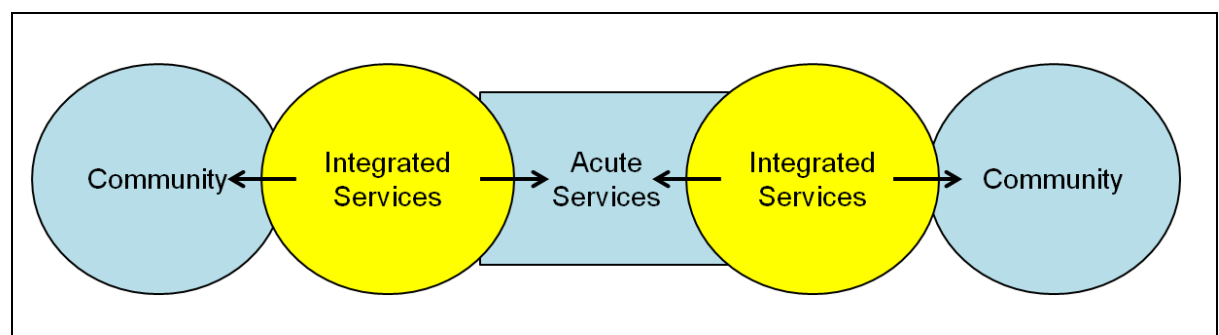 Community
Integrated
Services
Acute
Services
Integrated
Services
Community